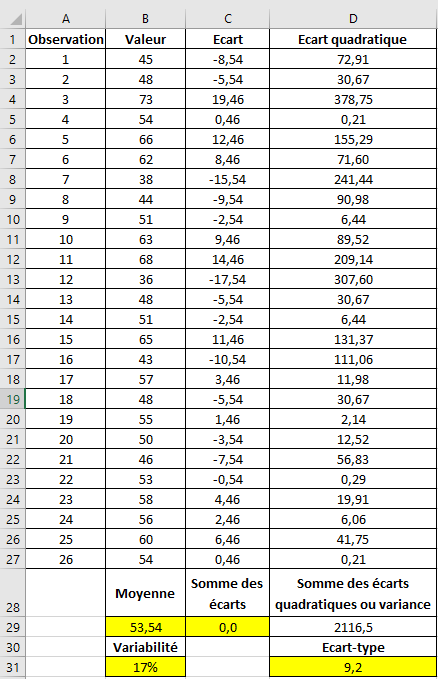 A B C D
1 Observation Valeur Ecart Ecart quadratique
2 1 45 -8,54 72,91
3 2 48 -5,54 30,67
4 3 73 19,46 378,75
5 4 54 0,46 0,21
6 5 66 12,46 155,29
7 6 62 8,46 71,60
8 7 38 -15,54 241,44
9 8 44 -9,54 90,98
10 9 51 -2,54 6,44
11 10 63 9,46 89,52
12 11 68 14,46 209,14
13 12 36 -17,54 307,60
14 13 48 -5,54 30,67
15 14 51 -2,54 6,44
16 15 65 11,46 131,37
17 16 43 -10,54 111,06
18 17 57 3,46 11,98
19 18 48 -5,54 30,67
20 19 55 1,46 2,14
21 20 50 -3,54 12,52
22 21 46 -7,54 56,83
23 22 53 -0,54 0,29
24 23 58 4,46 19,91
25 24 56 2,46 6,06
26 25 60 6,46 41,75
27 26 54 0,46 0,21
28 Moyenne Somme des écarts Somme des écarts quadratiques ou variance
29 53,54 0,0 2116,5
30 Variabilité Ecart-type
31 17% 9,2